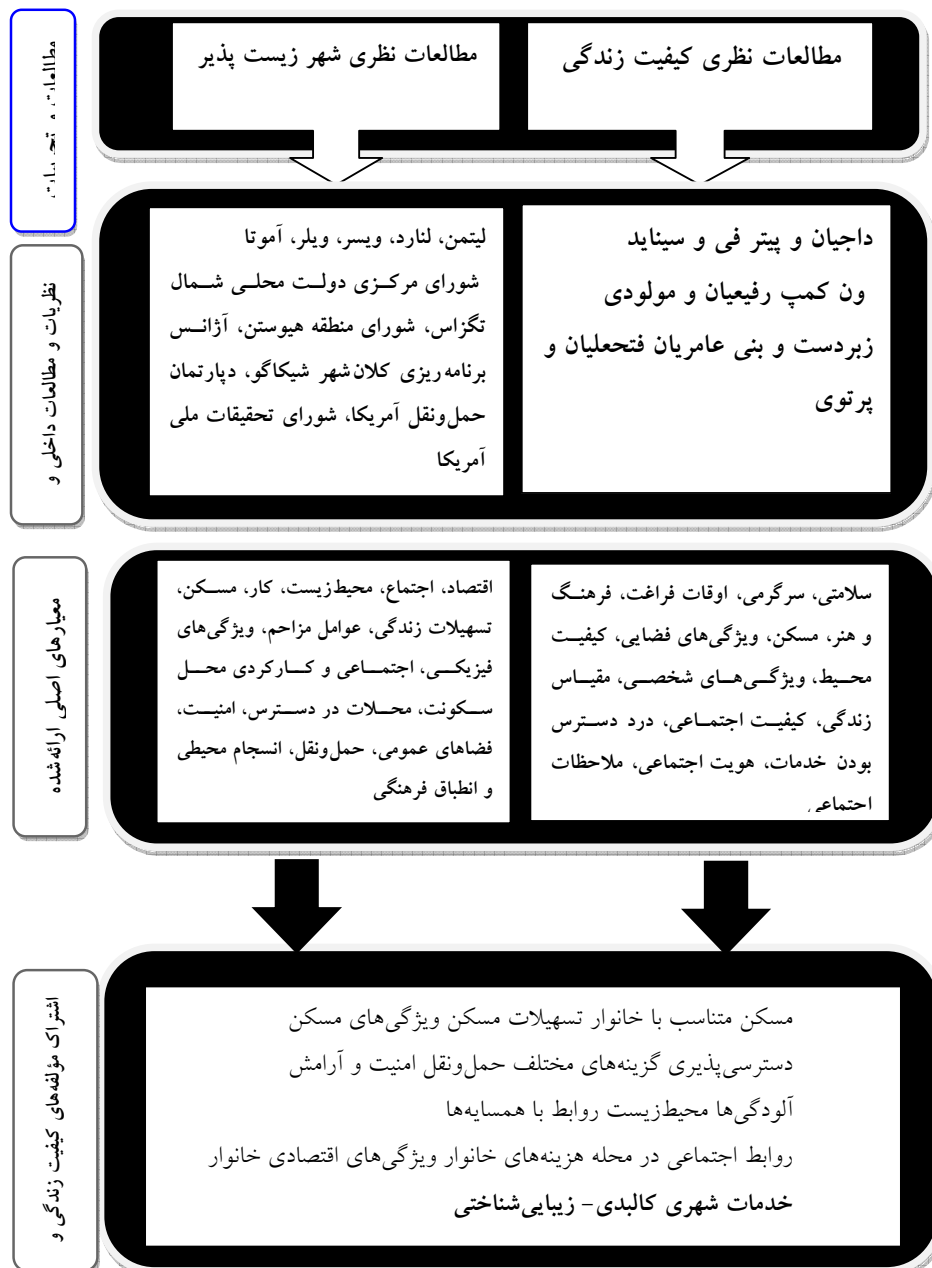 مطالعات نظری کیفیت زندگی
مطالعات نظری شهر زیست پذیر
داجیان و پیتر فی و سیناید
ون کمپ رفیعیان و مولودی
زبردست و بنی عامریان فتحعلیان و
پرتوی
لیتمن، لنارد، ویسر، ویلر، آموتا
شورای مرکزی دولت محلی شمال
تگزاس، شورای منطقه هیوستن، آژانس
برنامه‌ریزی کلان‌شهر شیکاگو، دپارتمان
حمل‌ونقل آمریکا، شورای تحقیقات ملی
آمریکا
نظریات و مطالعات داخلی و
سلامتی، سرگرمی، اوقات فراغت، فرهنگ
و هنر، مسکن، ویژگی‌های فضایی، کیفیت
محیط، ویژگی‌های شخصی، مقیاس
زندگی، کیفیت اجتماعی، درد دسترس
بودن خدمات، هویت اجتماعی، ملاحظات
اجتماعی
اقتصاد، اجتماع، محیط‌زیست، کار، مسکن،
تسهیلات زندگی، عوامل مزاحم، ویژگی‌های
فیزیکی، اجتماعی و کارکردی محل
سکونت، محلات در دسترس، امنیت،
فضاهای عمومی، حمل‌ونقل، انسجام محیطی
و انطباق فرهنگی
معیارهای اصلی ارائه‌شده
مسکن متناسب با خانوار تسهیلات مسکن ویژگی‌های مسکن
دسترسی‌پذیری گزینه‌های مختلف حمل‌ونقل امنیت و آرامش
آلودگی‌ها محیط‌زیست روابط با همسایه‌ها
روابط اجتماعی در محله هزینه‌های خانوار ویژگی‌های اقتصادی خانوار
خدمات شهری کالبدی- زیبایی‌شناختی
اشتراک مؤلفه‌های کیفیت زندگی و